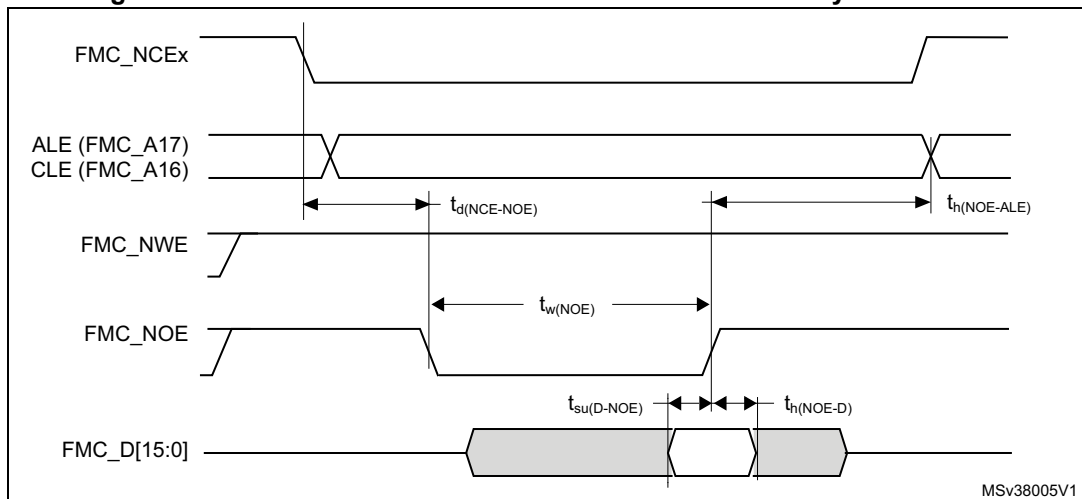 FMC_NCEx
ALE (FMC_A17)
CLE (FMC_A16)
td(NCE-NOE)
th(NOE-ALE)
FMC_NWE
tw(NOE)
FMC_NOE
tsu(D-NOE)
th(NOE-D)
FMC_D[15:0]
MSv38005V1